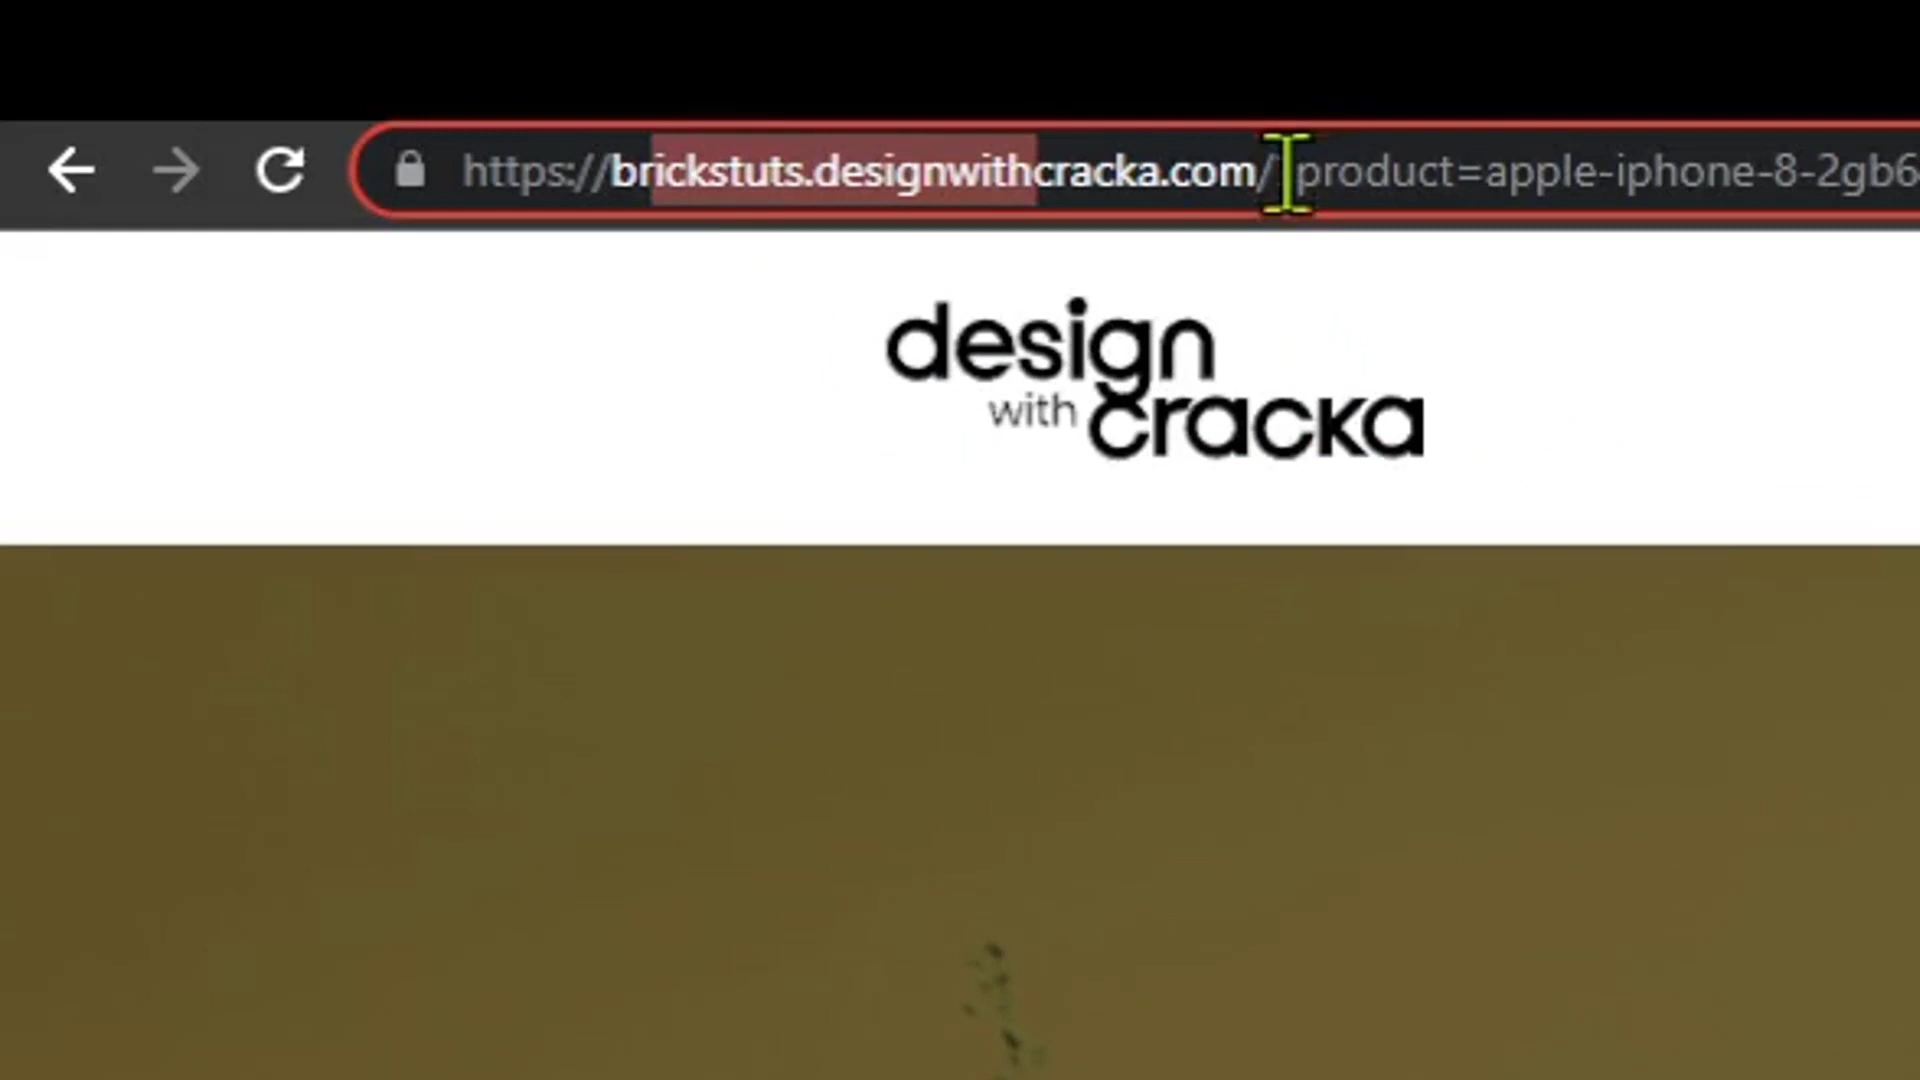 https://brickstuts.designwithcracka.com/ product=apple-iphone-8-2gb6
design
with cracka